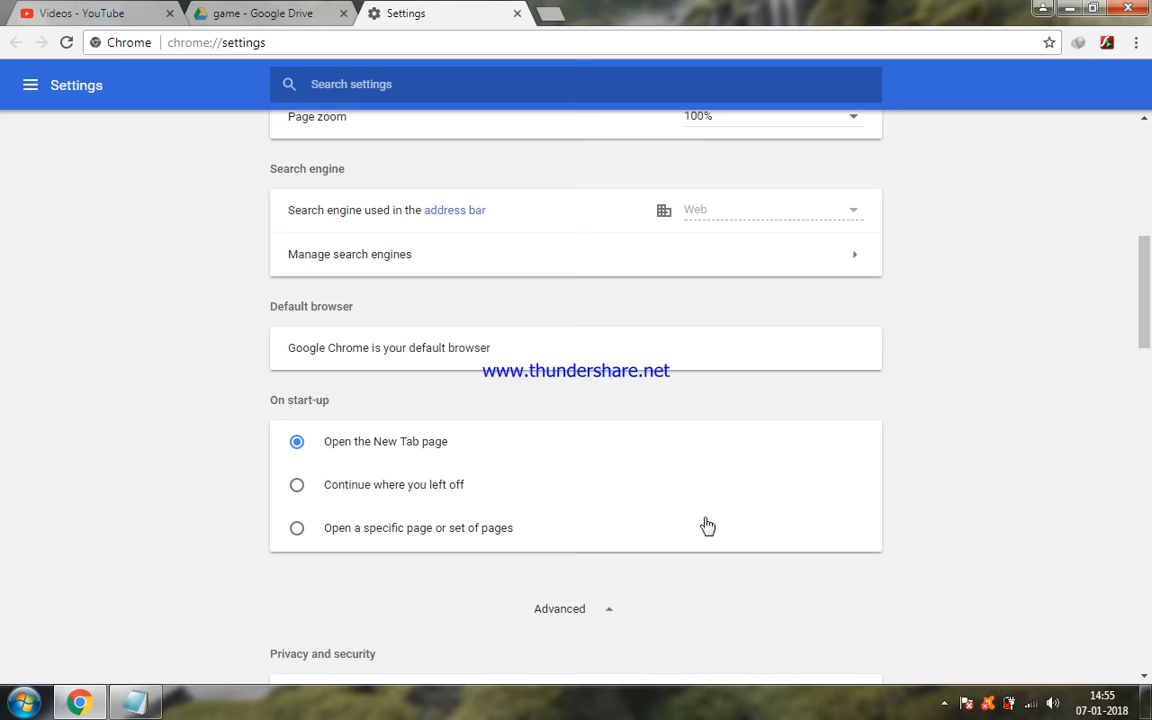 Videos - YouTube
game - Google Drive
Settings
Chrome
chrome://settings
Settings
Search settings
Page zoom
100%
Search engine
Search engine used in the address bar
Web
Manage search engines
Default browser
Google Chrome is your default browser
www.thundershare.net
On start-up
Open the New Tab page
Continue where you left off
Open a specific page or set of pages
Advanced
Privacy and security
14:55
07-01-2018